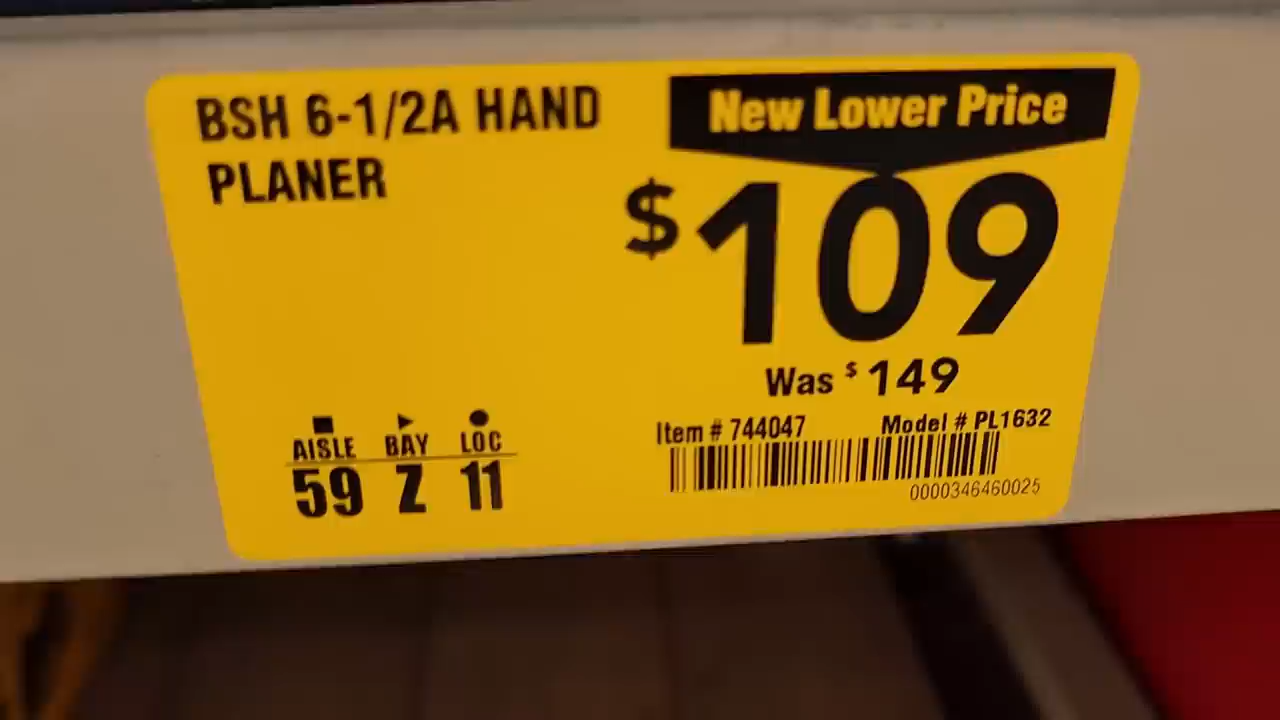 BSH 6-1/2A HAND
PLANER
New Lower Price
$109
Was $149
Item # 744047 Model # PL1632
0000346460025
AISLE BAY LOC
59 Z 11